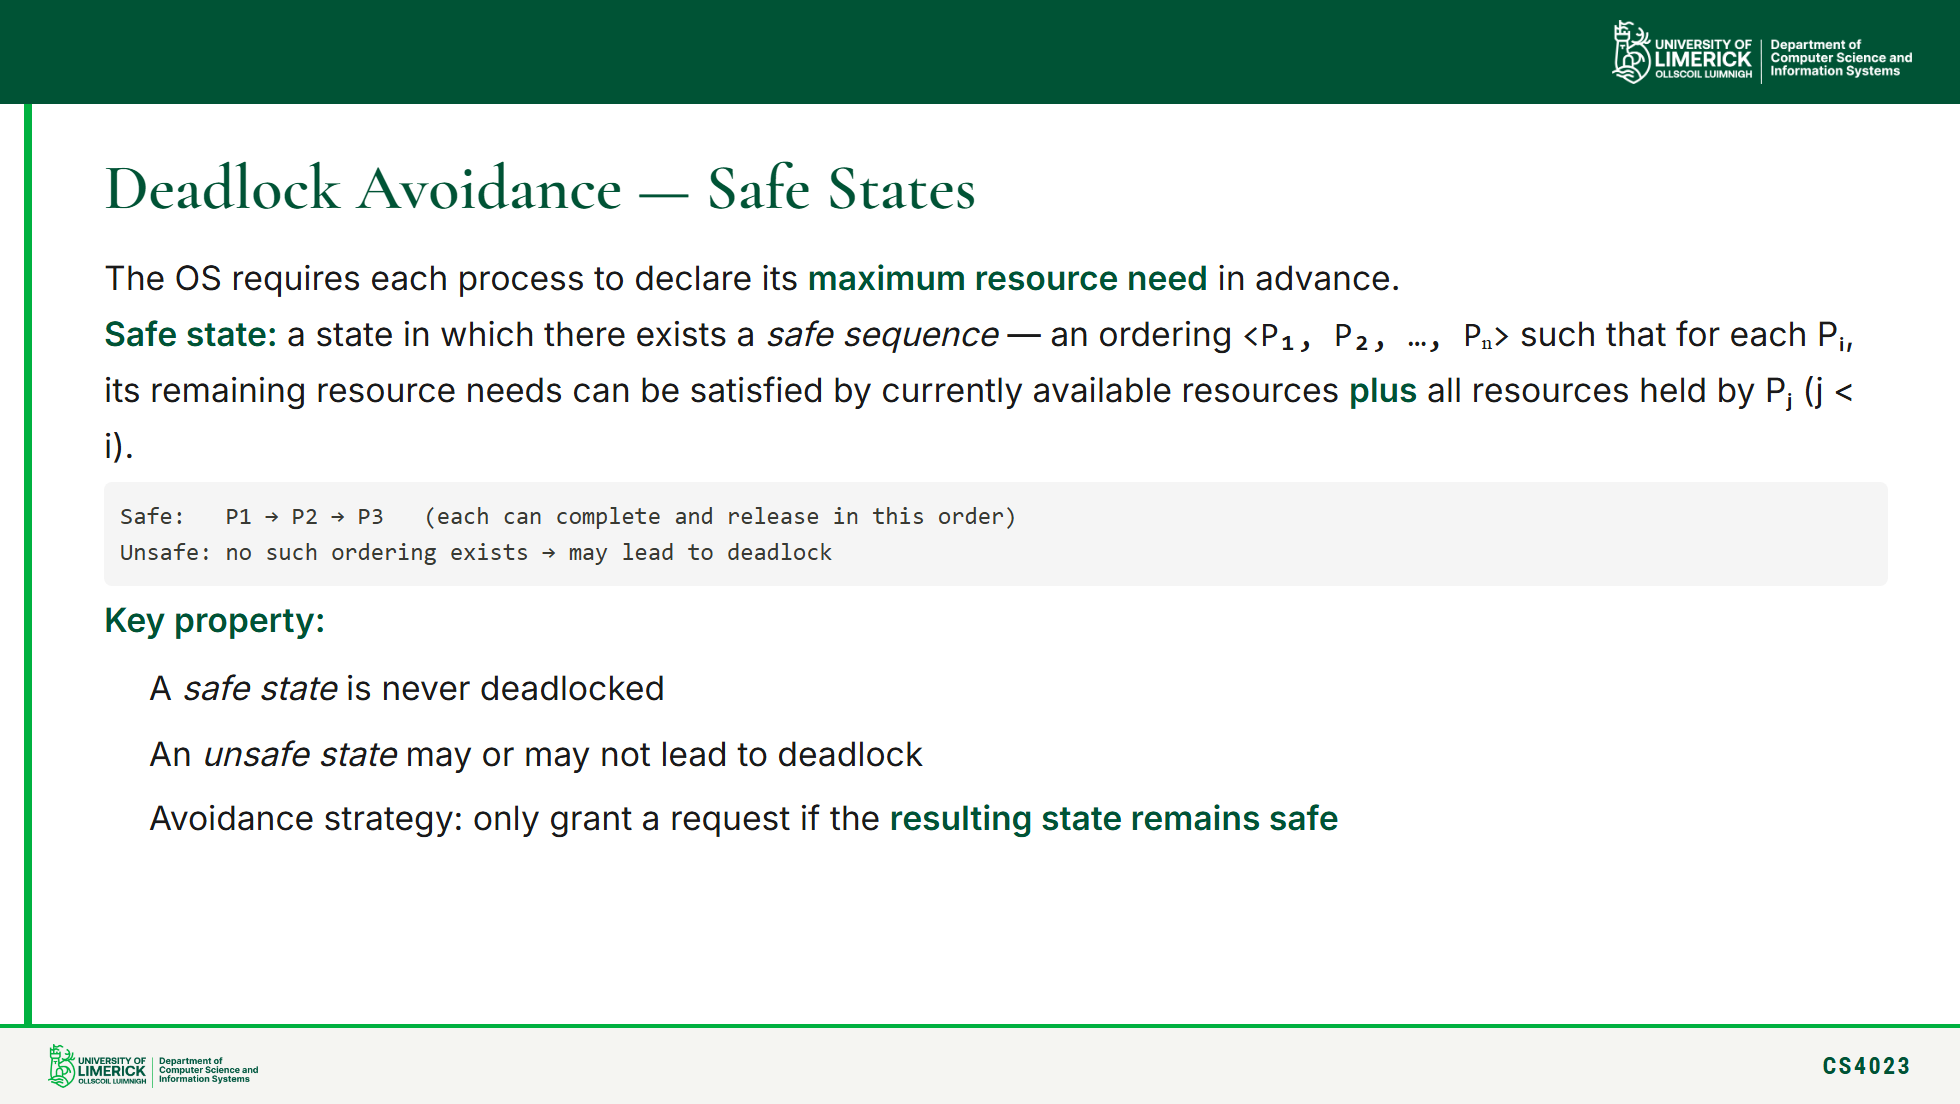 UNIVERSITY OF
LIMERICK
OLLSCOIL LUIMNIGH
Department of
Computer Science and
Information Systems
Deadlock Avoidance — Safe States
The OS requires each process to declare its maximum resource need in advance.
Safe state: a state in which there exists a safe sequence — an ordering <P₁, P₂, …, Pₙ> such that for each Pᵢ,
its remaining resource needs can be satisfied by currently available resources plus all resources held by Pⱼ (j <
i).
Safe:   P1 → P2 → P3   (each can complete and release in this order)
Unsafe: no such ordering exists → may lead to deadlock
Key property:
A safe state is never deadlocked
An unsafe state may or may not lead to deadlock
Avoidance strategy: only grant a request if the resulting state remains safe
UNIVERSITY OF
LIMERICK
OLLSCOIL LUIMNIGH
Department of
Computer Science and
Information Systems
CS4023